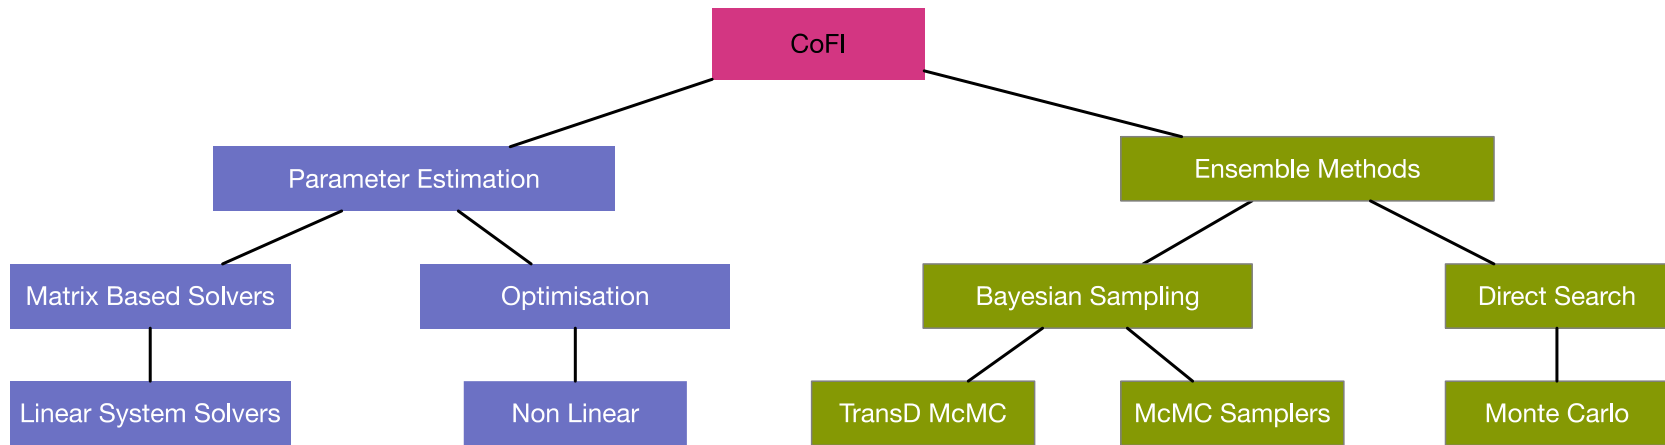 CoFI
Parameter Estimation
Ensemble Methods
Matrix Based Solvers
Optimisation
Bayesian Sampling
Direct Search
Linear System Solvers
Non Linear
TransD McMC
McMC Samplers
Monte Carlo